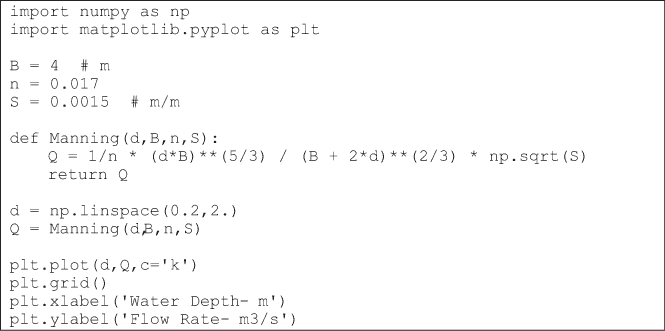 import numpy as np
import matplotlib.pyplot as plt
B = 4  # m
n = 0.017
S = 0.0015  # m/m
def Manning(d,B,n,S):
    Q = 1/n * (d*B)**(5/3) / (B + 2*d)**(2/3) * np.sqrt(S)
    return Q
d = np.linspace(0.2,2.)
Q = Manning(d,B,n,S)
plt.plot(d,Q,c='k')
plt.grid()
plt.xlabel('Water Depth- m')
plt.ylabel('Flow Rate- m3/s')